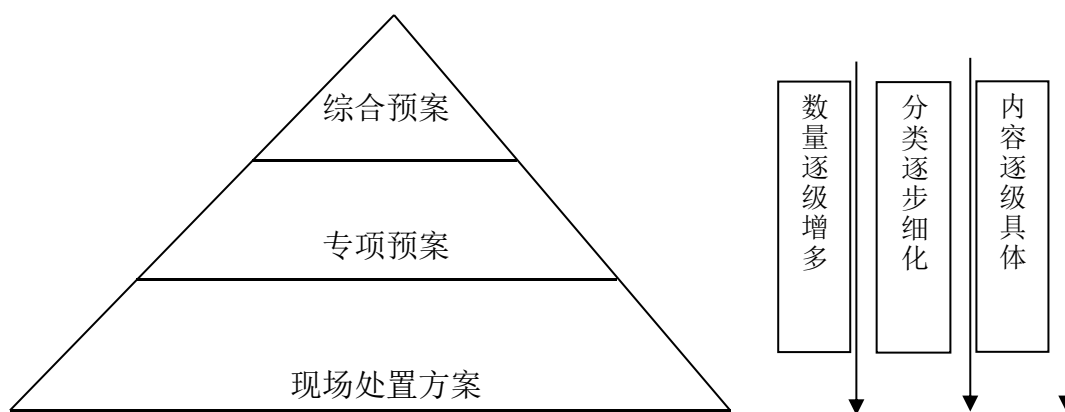 综合预案
专项预案
现场处置方案
数量逐级增多
分类逐步细化
内容逐级具体